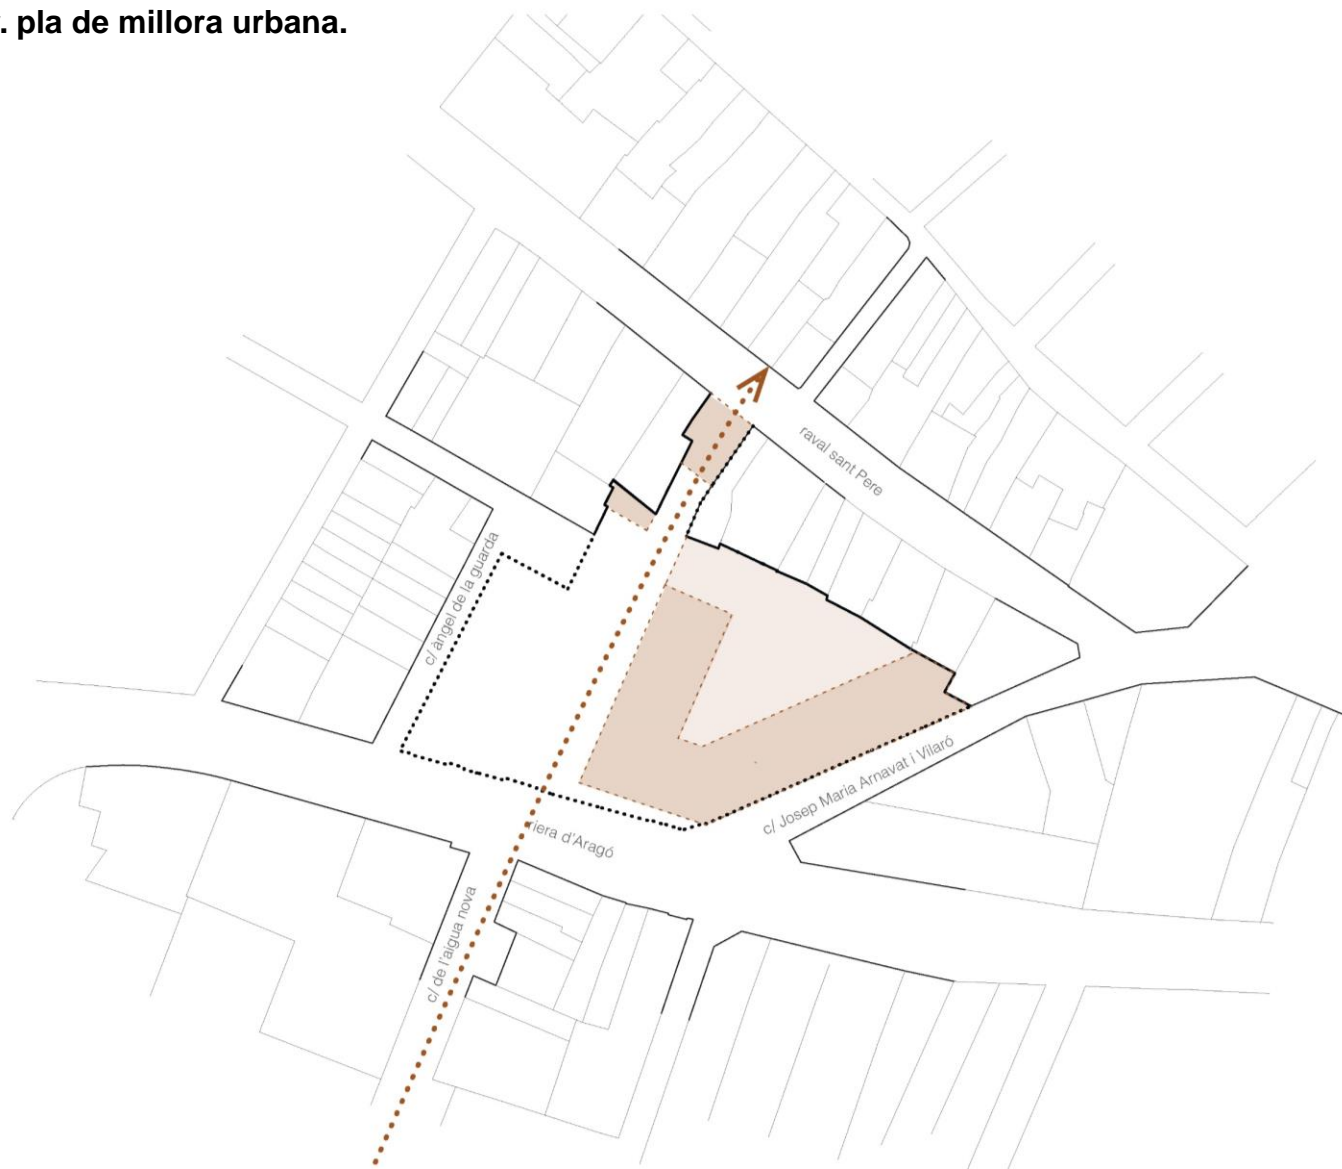 . pla de millora urbana.
raval sant Pere
c/ àngel de la guarda
c/ Josep Maria Arnavat i Vilaró
riera d'Aragó
c/ de l'aigua nova